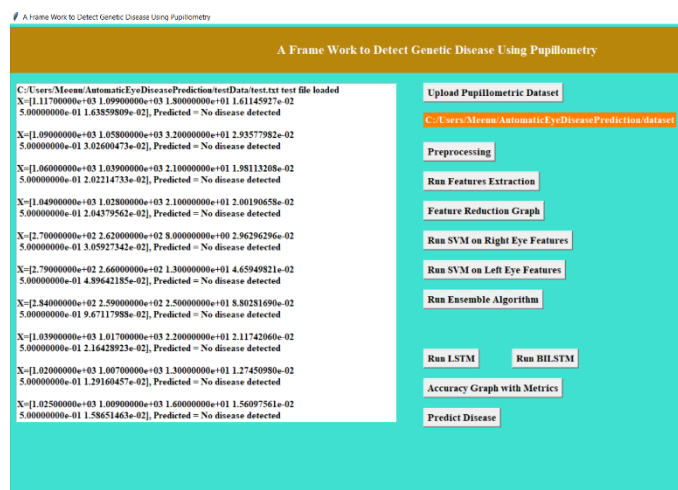 A Frame Work to Detect Genetic Disease Using Pupillometry
A Frame Work to Detect Genetic Disease Using Pupillometry
C:/Users/Meenu/AutomaticEyeDiseasePrediction/testData/test.txt test file loaded
X=[1.11700000e+03 1.09900000e+03 1.80000000e+01 1.61145927e-02
5.00000000e-01 1.63859809e-02], Predicted = No disease detected
X=[1.09000000e+03 1.05800000e+03 3.20000000e+01 2.93577982e-02
5.00000000e-01 3.02600473e-02], Predicted = No disease detected
X=[1.06000000e+03 1.03900000e+03 2.10000000e+01 1.98113208e-02
5.00000000e-01 2.02214733e-02], Predicted = No disease detected
X=[1.04900000e+03 1.02800000e+03 2.10000000e+01 2.00190658e-02
5.00000000e-01 2.04379562e-02], Predicted = No disease detected
X=[2.70000000e+02 2.62000000e+02 8.00000000e+00 2.96296296e-02
5.00000000e-01 3.05927342e-02], Predicted = No disease detected
X=[2.79000000e+02 2.66000000e+02 1.30000000e+01 4.65949821e-02
5.00000000e-01 4.89642185e-02], Predicted = No disease detected
X=[2.84000000e+02 2.59000000e+02 2.50000000e+01 8.80281690e-02
5.00000000e-01 9.67117988e-02], Predicted = No disease detected
X=[1.03900000e+03 1.01700000e+03 2.20000000e+01 2.11742060e-02
5.00000000e-01 2.16428923e-02], Predicted = No disease detected
X=[1.02000000e+03 1.00700000e+03 1.30000000e+01 1.27450980e-02
5.00000000e-01 1.29160457e-02], Predicted = No disease detected
X=[1.02500000e+03 1.00900000e+03 1.60000000e+01 1.56097561e-02
5.00000000e-01 1.58651463e-02], Predicted = No disease detected
Upload Pupillometric Dataset
C:/Users/Meenu/AutomaticEyeDiseasePrediction/dataset
Preprocessing
Run Features Extraction
Feature Reduction Graph
Run SVM on Right Eye Features
Run SVM on Left Eye Features
Run Ensemble Algorithm
Run LSTM Run BILSTM
Accuracy Graph with Metrics
Predict Disease